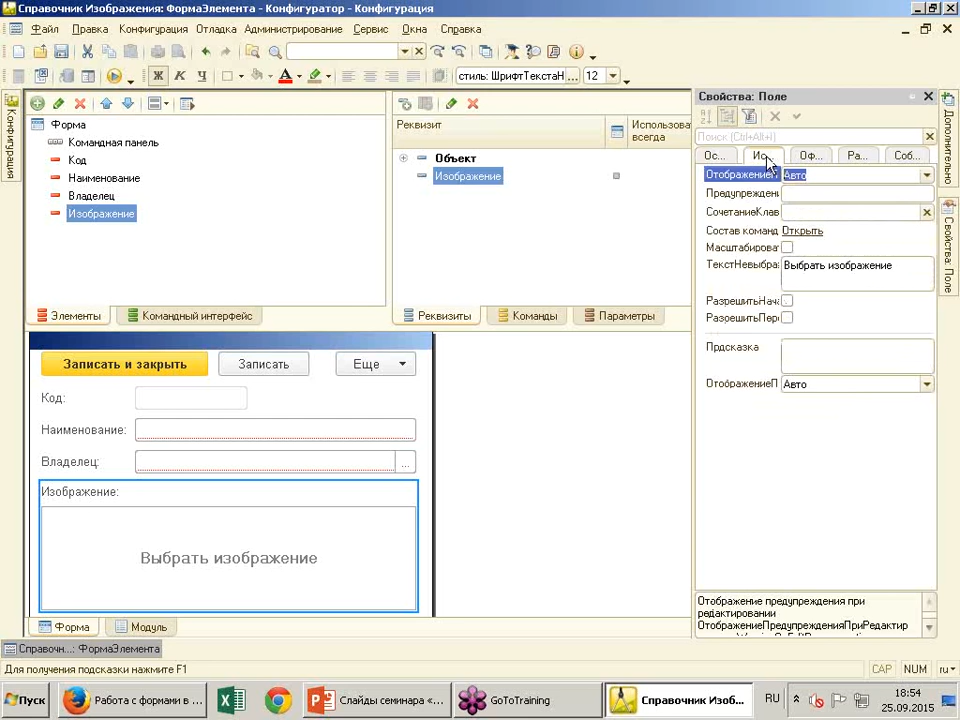 Справочник Изображения: ФормаЭлемента - Конфигуратор - Конфигурация
Файл Правка Конфигурация Отладка Администрирование Сервис Окна Справка
Ж К Ч А стиль: ШрифтТекстаН... 12
Конфигурация
Форма
Командная панель
Код
Наименование
Владелец
Изображение
Элементы Командный интерфейс
Реквизит Использова
всегда
Объект
Изображение
Реквизиты Команды Параметры
Свойства: Поле
Поиск (Ctrl+Alt+I)
Ос... Ис... Оф... Ра... Соб...
ОтображениеП Авто
Предупрежден
СочетаниеКлав
Состав команд Открыть
Масштабирова
ТекстНевыбра Выбрать изображение
РазрешитьНача
РазрешитьПер
Подсказка
ОтображениеП Авто
Отображение предупреждения при
редактировании
ОтображениеПредупрежденияПриРедактир
Дополнительно
Свойства: Поле
Записать и закрыть Записать Еще
Код:
Наименование:
Владелец: ...
Изображение:
Выбрать изображение
Форма Модуль
Справочн...: ФормаЭлемента
Для получения подсказки нажмите F1 CAP NUM ru
Пуск Работа с формами в ... Слайды семинара «... GoToTraining Справочник Изоб... RU 18:54
25.09.2015